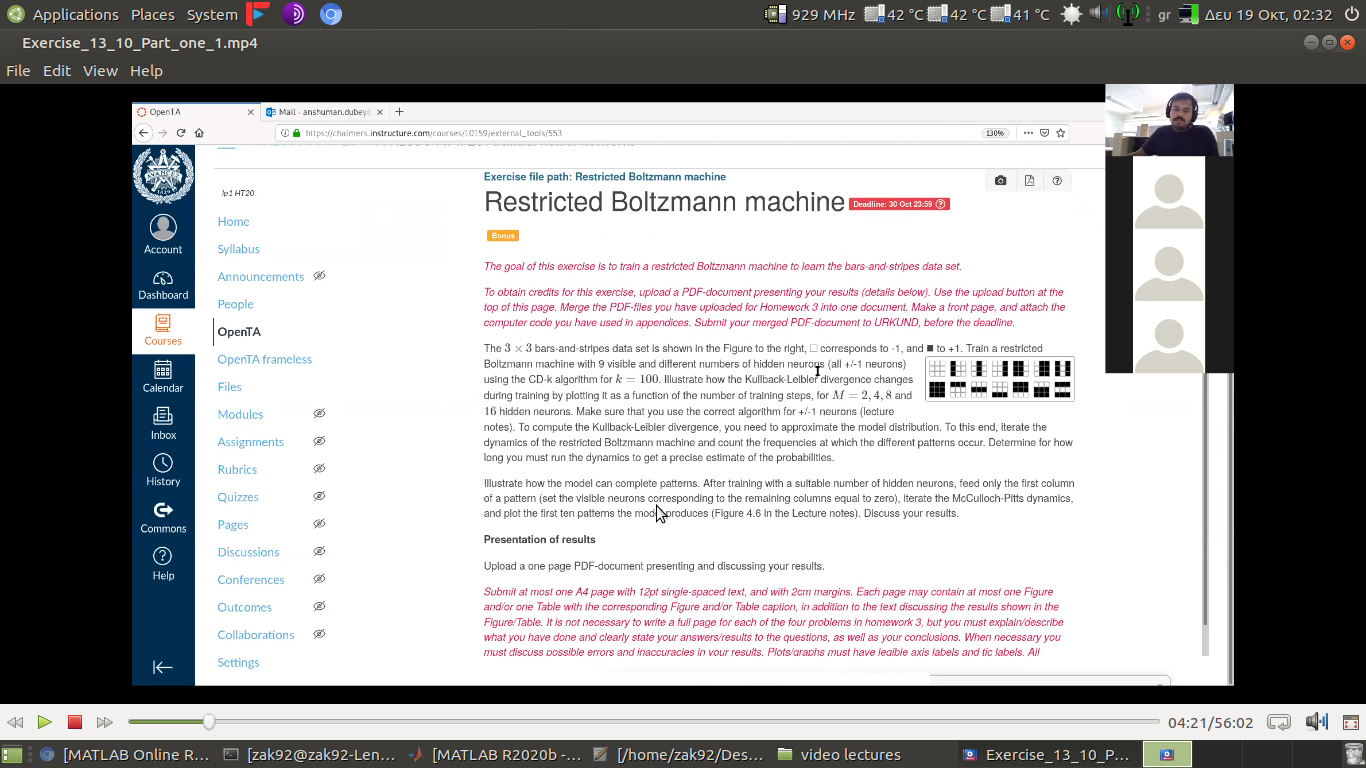 Applications Places System
929 MHz 42 °C 42 °C 41 °C gr Δευ 19 Οκτ, 02:32
Exercise_13_10_Part_one_1.mp4
File Edit View Help
OpenTA Mail - anshuman.dubey@
https://chalmers.instructure.com/courses/10159/external_tools/553 130%
Account
Dashboard
Courses
Calendar
Inbox
History
Commons
Help
lp1 HT20
Home
Syllabus
Announcements
People
OpenTA
OpenTA frameless
Files
Modules
Assignments
Rubrics
Quizzes
Pages
Discussions
Conferences
Outcomes
Collaborations
Settings
Exercise file path: Restricted Boltzmann machine
Restricted Boltzmann machine Deadline: 30 Oct 23:59
Bonus
The goal of this exercise is to train a restricted Boltzmann machine to learn the bars-and-stripes data set.
To obtain credits for this exercise, upload a PDF-document presenting your results (details below). Use the upload button at the
top of this page. Merge the PDF-files you have uploaded for Homework 3 into one document. Make a front page, and attach the
computer code you have used in appendices. Submit your merged PDF-document to URKUND, before the deadline.
The 3 × 3 bars-and-stripes data set is shown in the Figure to the right, □ corresponds to -1, and ■ to +1. Train a restricted
Boltzmann machine with 9 visible and different numbers of hidden neurons (all +/-1 neurons)
using the CD-k algorithm for k = 100. Illustrate how the Kullback-Leibler divergence changes
during training by plotting it as a function of the number of training steps, for M = 2, 4, 8 and
16 hidden neurons. Make sure that you use the correct algorithm for +/-1 neurons (lecture
notes). To compute the Kullback-Leibler divergence, you need to approximate the model distribution. To this end, iterate the
dynamics of the restricted Boltzmann machine and count the frequencies at which the different patterns occur. Determine for how
long you must run the dynamics to get a precise estimate of the probabilities.
Illustrate how the model can complete patterns. After training with a suitable number of hidden neurons, feed only the first column
of a pattern (set the visible neurons corresponding to the remaining columns equal to zero), iterate the McCulloch-Pitts dynamics,
and plot the first ten patterns the model produces (Figure 4.6 in the Lecture notes). Discuss your results.
Presentation of results
Upload a one page PDF-document presenting and discussing your results.
Submit at most one A4 page with 12pt single-spaced text, and with 2cm margins. Each page may contain at most one Figure
and/or one Table with the corresponding Figure and/or Table caption, in addition to the text discussing the results shown in the
Figure/Table. It is not necessary to write a full page for each of the four problems in homework 3, but you must explain/describe
what you have done and clearly state your answers/results to the questions, as well as your conclusions. When necessary you
must discuss possible errors and inaccuracies in your results. Plots/graphs must have legible axis labels and tic labels. All
04:21/56:02
[MATLAB Online R... [zak92@zak92-Len... [MATLAB R2020b -... [/home/zak92/Des... video lectures Exercise_13_10_P...